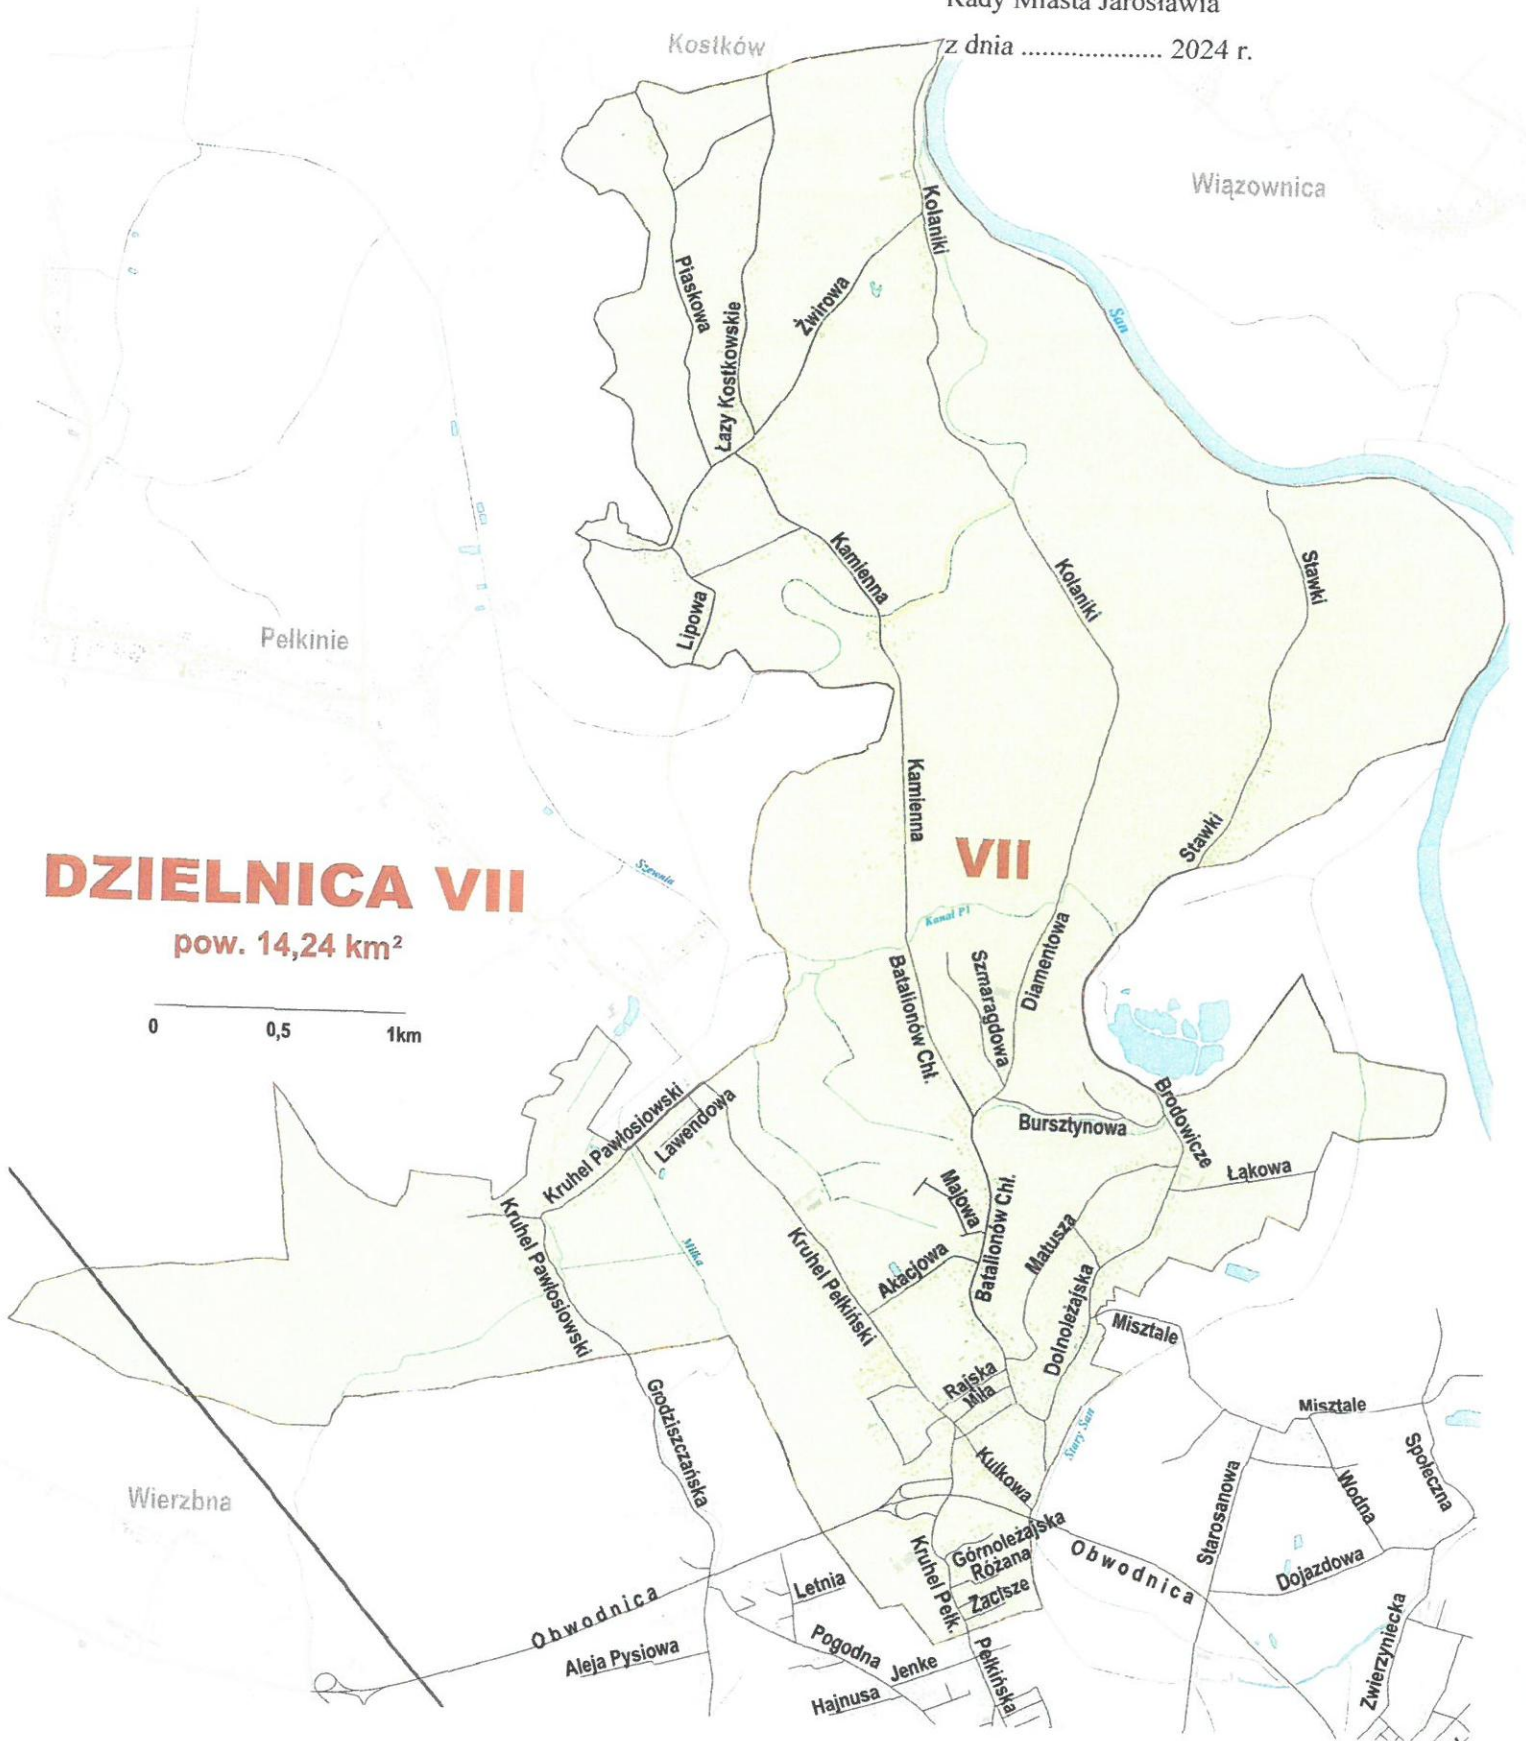 Rady Miasta Jarosławia
z dnia .................... 2024 r.
Kostków
Wiązownica
Kolaniki
Piaskowa
Łazy Kostkowskie
Żwirowa
San
Kamienna
Kolaniki
Stawki
Lipowa
Pełkinie
Kamienna
VII
Stawki
DZIELNICA VII
pow. 14,24 km²
0 0,5 1km
Szewnia
Kanał P1
Batalionów Chł.
Szmaragdowa
Diamentowa
Kruhel Pawłosiowski
Lawendowa
Bursztynowa
Brodowicze
Łąkowa
Kruhel Pawłosiowski
Miłka
Majowa
Batalionów Chł.
Matusza
Akacjowa
Kruhel Pełkiński
Dolnoleżajska
Misztale
Rajska
Miła
Grodziszczańska
Stary San
Misztale
Kulkowa
Starosanowa
Wodna
Społeczna
Wierzbna
Kruhel Pełk.
Górnoleżajska
Różana
Zacisze
Obwodnica
Dojazdowa
Letnia
Obwodnica
Aleja Pysiowa
Pogodna
Jenke
Hajnusa
Pełkińska
Zwierzyniecka